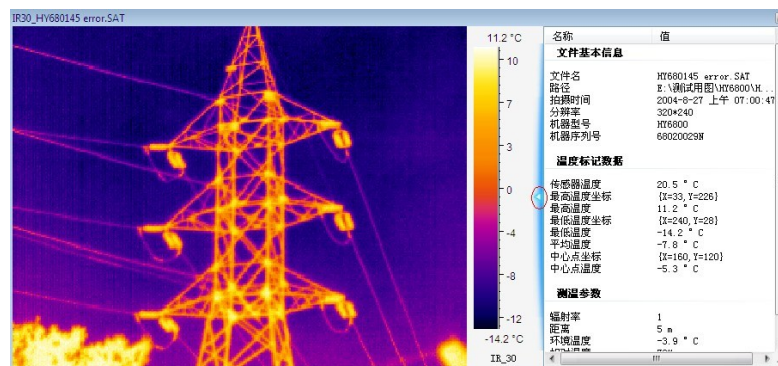 IR30_HY680145 error.SAT
11.2 °C
10
7
3
0
-4
-8
-12
-14.2 °C
IR_30
名称 值
文件基本信息
文件名 HY680145 error.SAT
路径 E:\测试用图\HY6800\H...
拍摄时间 2004-8-27 上午 07:00:47
分辨率 320*240
机器型号 HY6800
机器序列号 68020029N
温度标记数据
传感器温度 20.5 ° C
最高温度坐标 {X=33,Y=226}
最高温度 11.2 ° C
最低温度坐标 {X=240,Y=28}
最低温度 -14.2 ° C
平均温度 -7.8 ° C
中心点坐标 {X=160,Y=120}
中心点温度 -5.3 ° C
测温参数
辐射率 1
距离 5 m
环境温度 -3.9 ° C